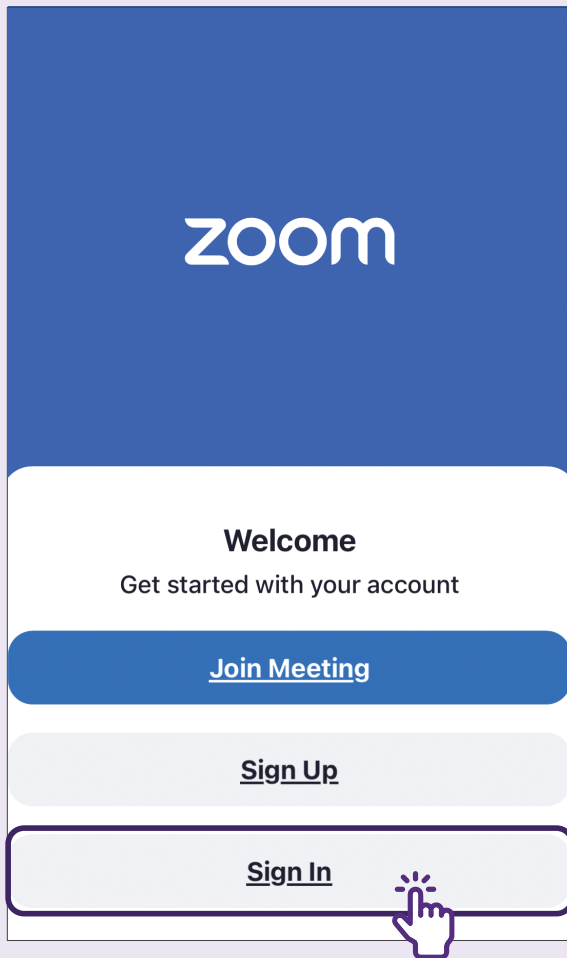 zoom
Welcome
Get started with your account
Join Meeting
Sign Up
Sign In